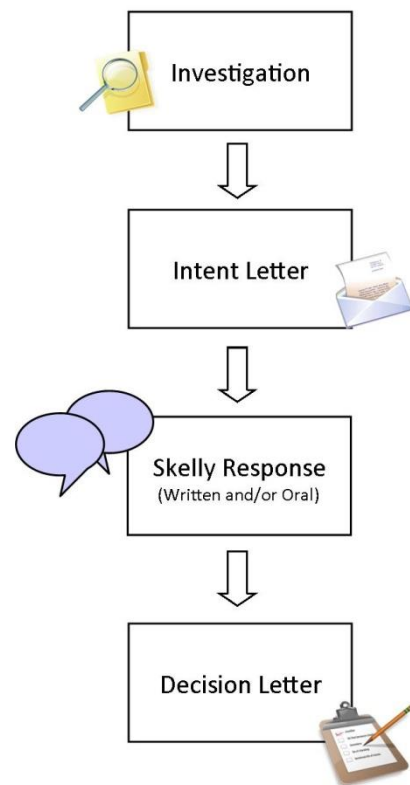 Investigation
Intent Letter
Skelly Response
(Written and/or Oral)
Decision Letter